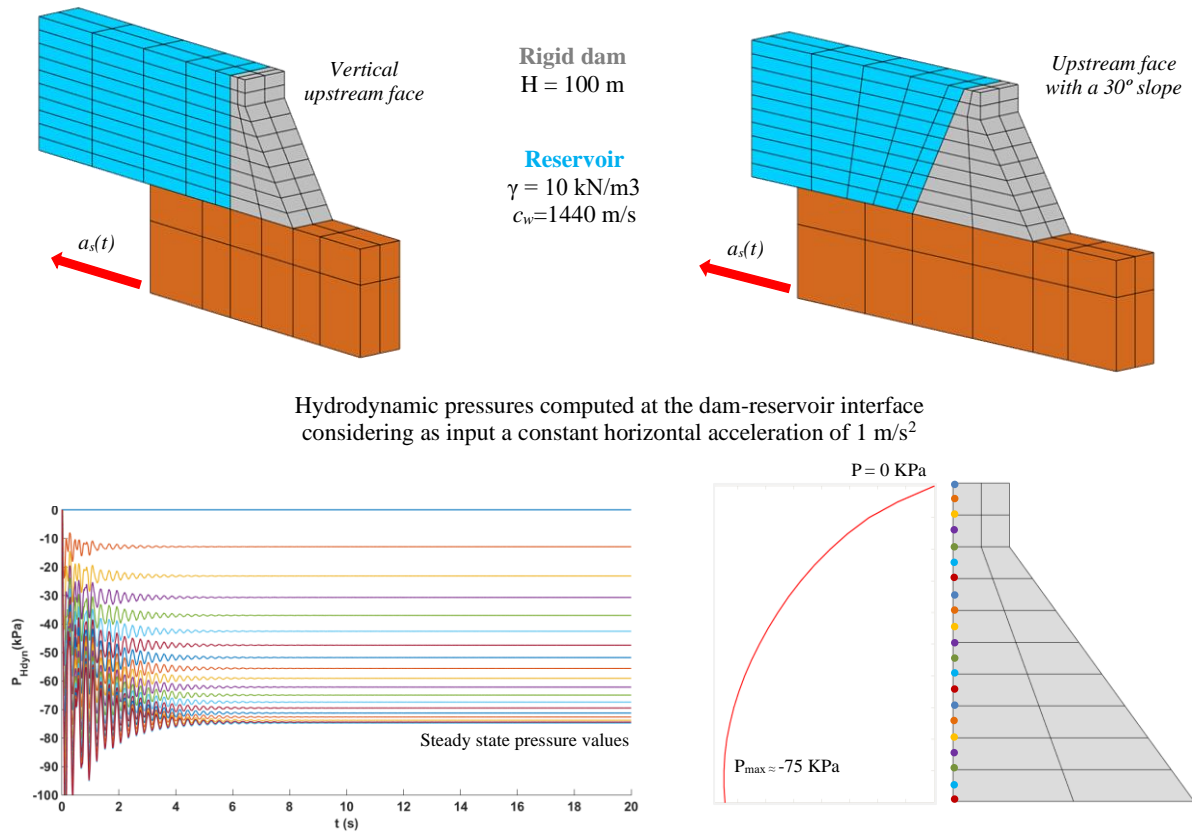 Vertical
upstream face
Rigid dam
H = 100 m
Reservoir
γ = 10 kN/m3
cw=1440 m/s
Upstream face
with a 30º slope
as(t)
as(t)
Hydrodynamic pressures computed at the dam-reservoir interface
considering as input a constant horizontal acceleration of 1 m/s²
0
-10
-20
-30
-40
-50
-60
-70
-80
-90
-100
PHdyn(kPa)
Steady state pressure values
0
2
4
6
8
10
12
14
16
18
20
t (s)
P = 0 KPa
Pmax ≈ -75 KPa